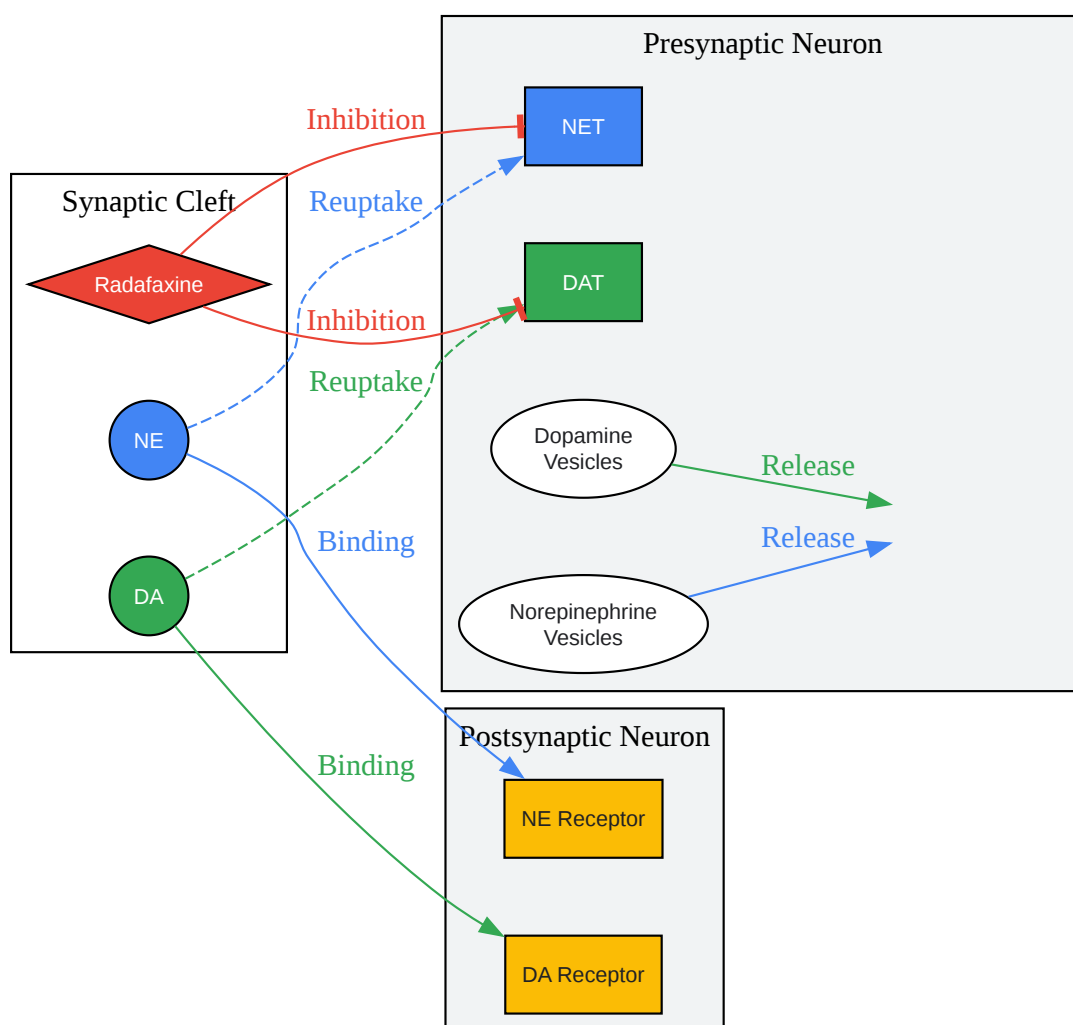 Presynaptic Neuron
Inhibition
NET
Synaptic Cleft
Reuptake
Radafaxine
DAT
Inhibition
Reuptake
NE
Dopamine
Vesicles
Release
Binding
Release
DA
Norepinephrine
Vesicles
Postsynaptic Neuron
Binding
NE Receptor
DA Receptor